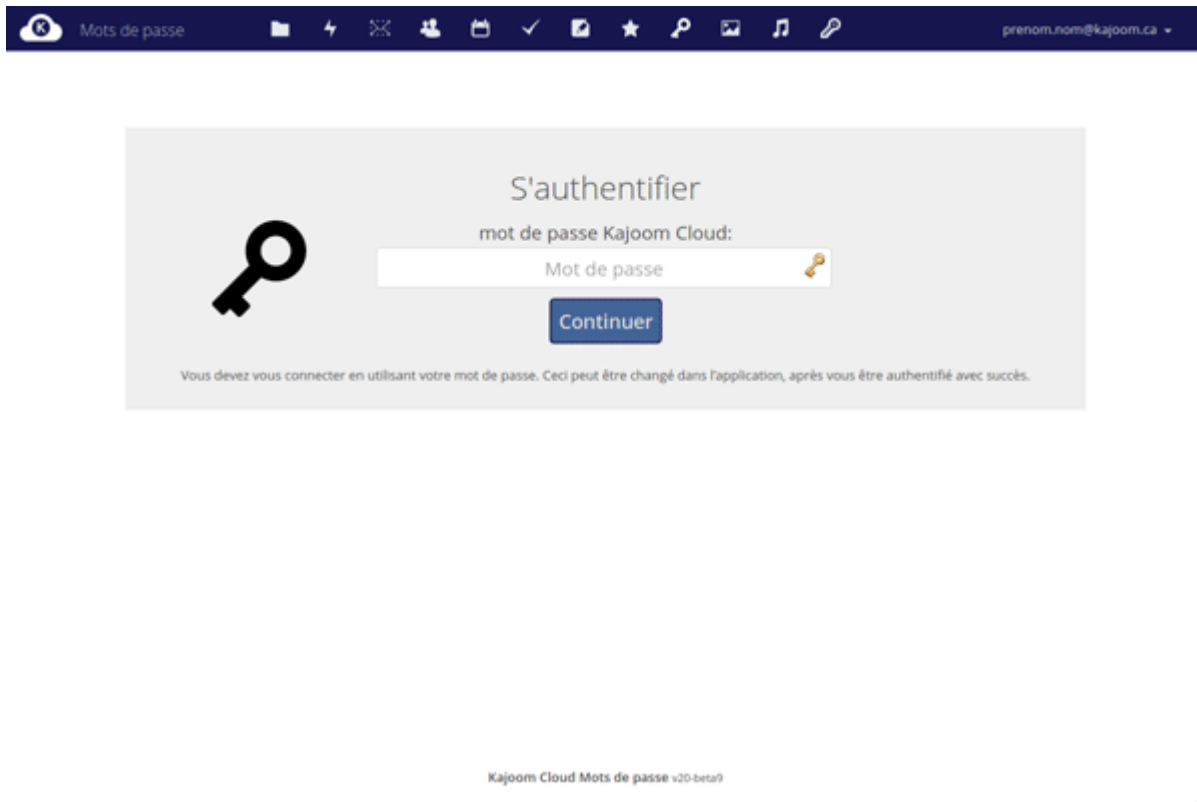 K
Mots de passe
prenom.nom@kajoom.ca
S'authentifier
mot de passe Kajoom Cloud:
Mot de passe
Continuer
Vous devez vous connecter en utilisant votre mot de passe. Ceci peut être changé dans l'application, après vous être authentifié avec succès.
Kajoom Cloud Mots de passe v20-beta9